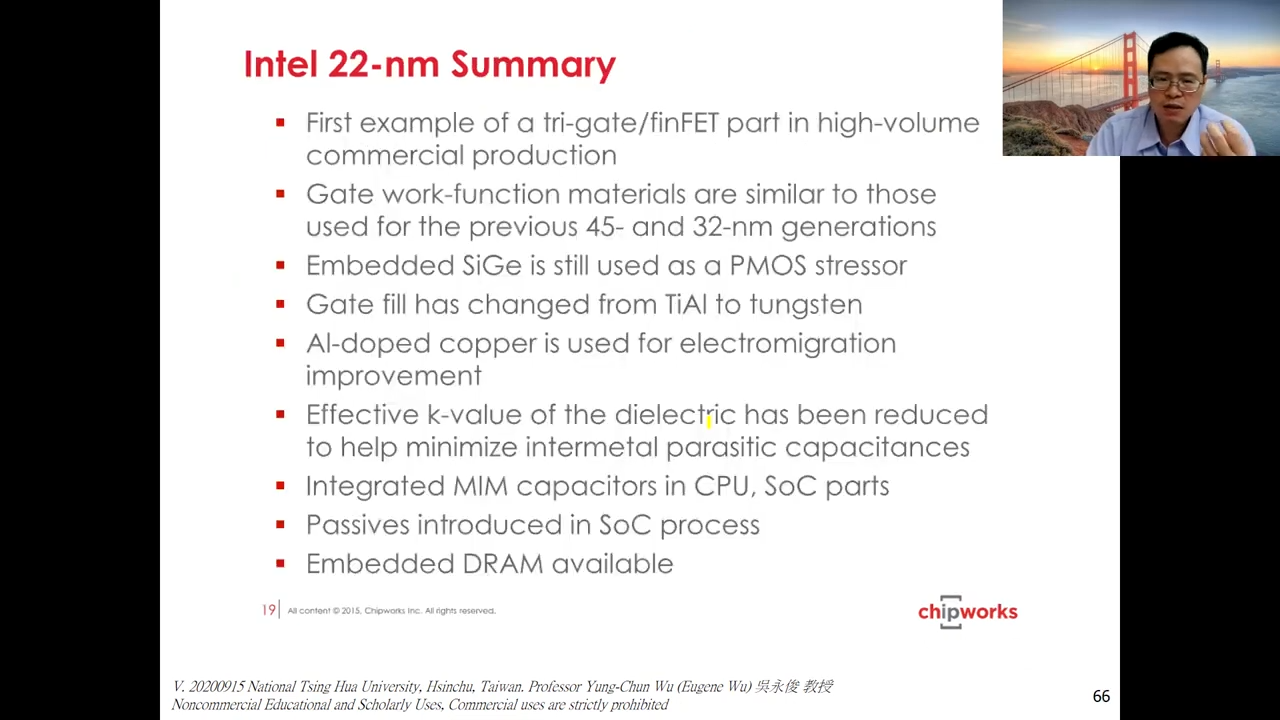 Intel 22-nm Summary
▪ First example of a tri-gate/finFET part in high-volume
commercial production
▪ Gate work-function materials are similar to those
used for the previous 45- and 32-nm generations
▪ Embedded SiGe is still used as a PMOS stressor
▪ Gate fill has changed from TiAl to tungsten
▪ Al-doped copper is used for electromigration
improvement
▪ Effective k-value of the dielectric has been reduced
to help minimize intermetal parasitic capacitances
▪ Integrated MIM capacitors in CPU, SoC parts
▪ Passives introduced in SoC process
▪ Embedded DRAM available
19 All content © 2015, Chipworks Inc. All rights reserved.
chipworks
V. 20200915 National Tsing Hua University, Hsinchu, Taiwan. Professor Yung-Chun Wu (Eugene Wu) 吳永俊 教授
Noncommercial Educational and Scholarly Uses, Commercial uses are strictly prohibited
66